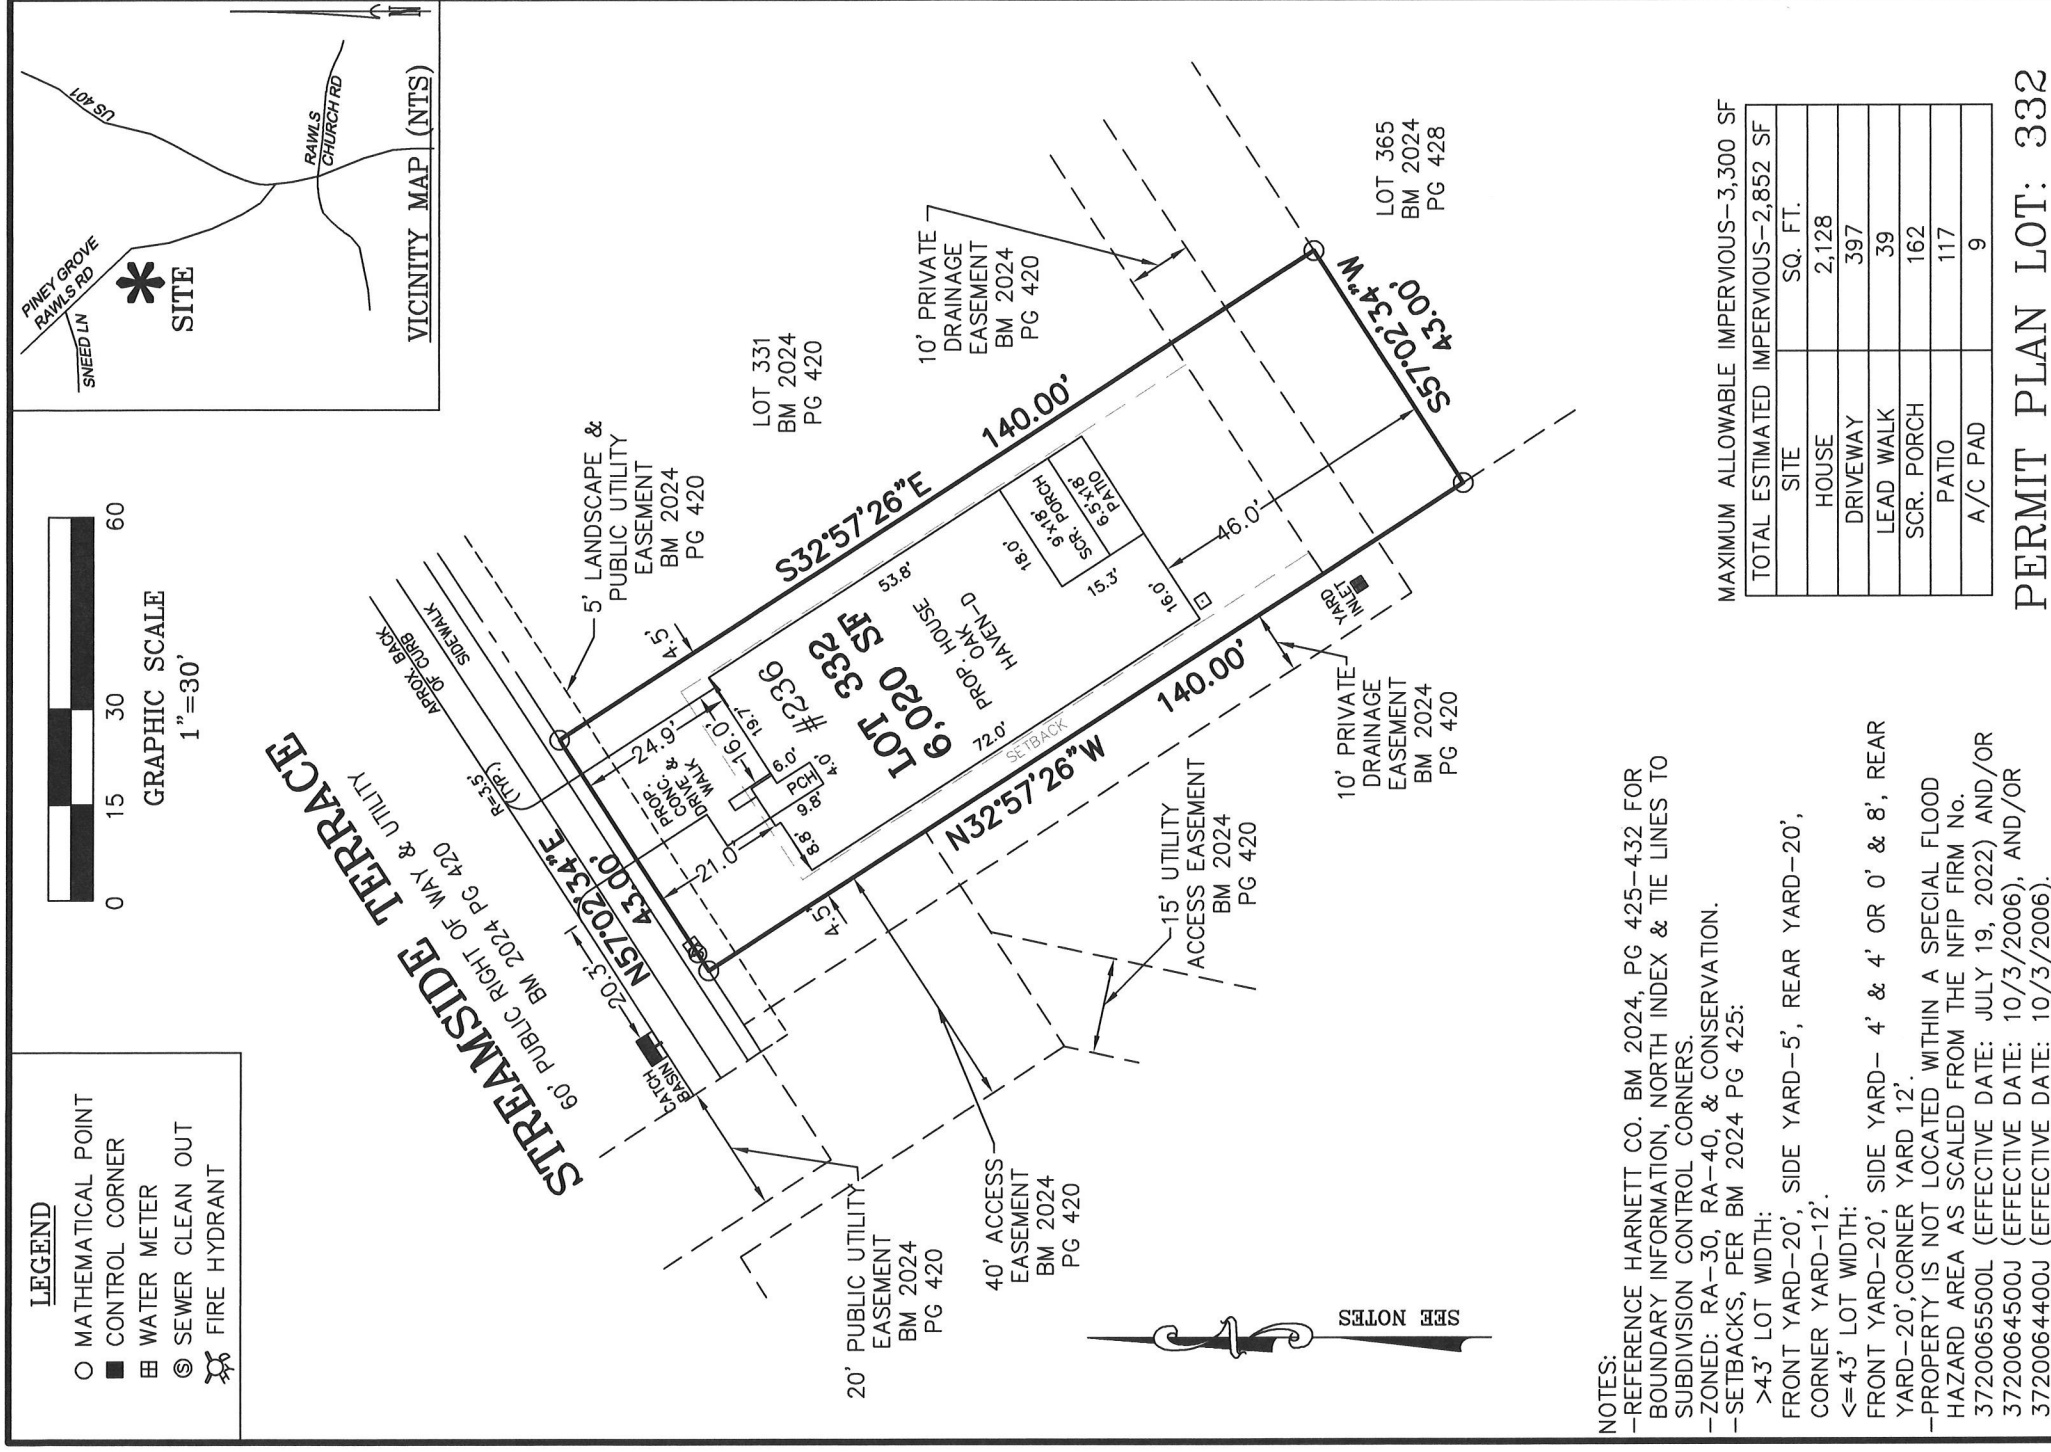 LEGEND
MATHEMATICAL POINT
CONTROL CORNER
WATER METER
S SEWER CLEAN OUT
FIRE HYDRANT
0 15 30 60
GRAPHIC SCALE
1"=30'
PINEY GROVE
RAWLS RD
SNEED LN
US 401
RAWLS
CHURCH RD
SITE
N
VICINITY MAP (NTS)
STREAMSIDE TERRACE
60' PUBLIC RIGHT OF WAY & UTILITY
BM 2024 PG 420
APPROX. BACK
OF CURB
SIDEWALK
R=3.5'
(TYP.)
20.3'
CATCH
BASIN
N57°02'34"E
43.00'
5' LANDSCAPE &
PUBLIC UTILITY
EASEMENT
BM 2024
PG 420
LOT 331
BM 2024
PG 420
10' PRIVATE
DRAINAGE
EASEMENT
BM 2024
PG 420
LOT 365
BM 2024
PG 428
S32°57'26"E
140.00'
S57°02'34"W
43.00'
N32°57'26"W
140.00'
4.5'
24.9'
21.0'
4.5'
PROP.
CONC.
DRIVE &
WALK
16.0'
19.7'
6.0'
PCH
4.0'
9.8'
8.8'
#236
LOT 332
6,020 SF
PROP. HOUSE
OAK
HAVEN-D
53.8'
72.0'
SETBACK
18.0'
9'x18'
SCR. PORCH
6.5'x18'
PATIO
15.3'
16.0'
46.0'
YARD
INLET
10' PRIVATE
DRAINAGE
EASEMENT
BM 2024
PG 420
15' UTILITY
ACCESS EASEMENT
BM 2024
PG 420
20' PUBLIC UTILITY
EASEMENT
BM 2024
PG 420
40' ACCESS
EASEMENT
BM 2024
PG 420
N
SEE NOTES
NOTES:
-REFERENCE HARNETT CO. BM 2024, PG 425-432 FOR
BOUNDARY INFORMATION, NORTH INDEX & TIE LINES TO
SUBDIVISION CONTROL CORNERS.
-ZONED: RA-30, RA-40, & CONSERVATION.
-SETBACKS, PER BM 2024 PG 425:
>43' LOT WIDTH:
FRONT YARD-20', SIDE YARD-5', REAR YARD-20',
CORNER YARD-12'.
<=43' LOT WIDTH:
FRONT YARD-20', SIDE YARD- 4' & 4' OR 0' & 8', REAR
YARD-20',CORNER YARD 12'.
-PROPERTY IS NOT LOCATED WITHIN A SPECIAL FLOOD
HAZARD AREA AS SCALED FROM THE NFIP FIRM No.
3720065500L (EFFECTIVE DATE: JULY 19, 2022) AND/OR
3720064500J (EFFECTIVE DATE: 10/3/2006), AND/OR
3720064400J (EFFECTIVE DATE: 10/3/2006).
MAXIMUM ALLOWABLE IMPERVIOUS-3,300 SF
TOTAL ESTIMATED IMPERVIOUS-2,852 SF
SITE SQ. FT.
HOUSE 2,128
DRIVEWAY 397
LEAD WALK 39
SCR. PORCH 162
PATIO 117
A/C PAD 9
PERMIT PLAN LOT: 332